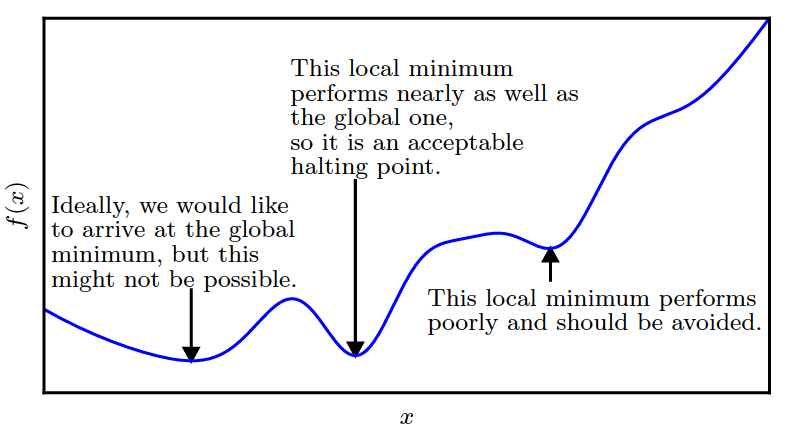 This local minimum
performs nearly as well as
the global one,
so it is an acceptable
halting point.
Ideally, we would like
to arrive at the global
minimum, but this
might not be possible.
This local minimum performs
poorly and should be avoided.
f(x)
x